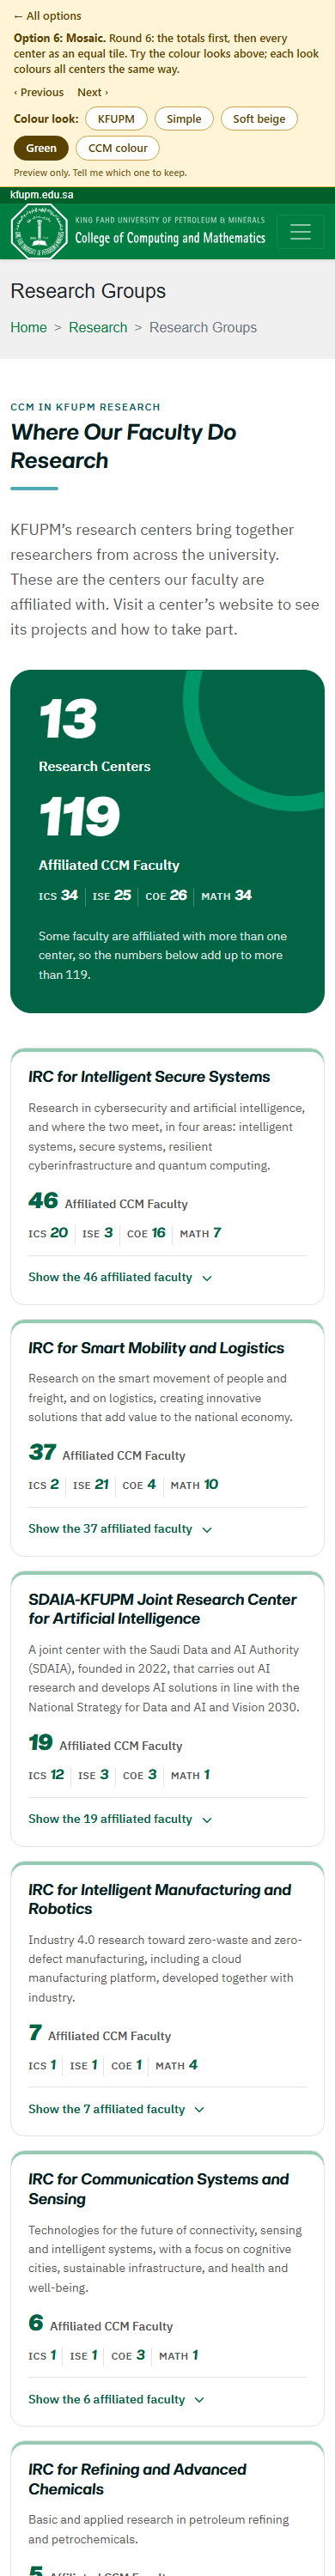 ← All options
Option 6: Mosaic. Round 6: the totals first, then every
center as an equal tile. Try the colour looks above; each look
colours all centers the same way.
‹ Previous Next ›
Colour look: KFUPM Simple Soft beige
Green CCM colour
Preview only. Tell me which one to keep.
kfupm.edu.sa
KING FAHD UNIVERSITY OF PETROLEUM & MINERALS
College of Computing and Mathematics
Research Groups
Home > Research > Research Groups
CCM IN KFUPM RESEARCH
Where Our Faculty Do
Research
KFUPM’s research centers bring together
researchers from across the university.
These are the centers our faculty are
affiliated with. Visit a center’s website to see
its projects and how to take part.
13
Research Centers
119
Affiliated CCM Faculty
ICS 34 ISE 25 COE 26 MATH 34
Some faculty are affiliated with more than one
center, so the numbers below add up to more
than 119.
IRC for Intelligent Secure Systems
Research in cybersecurity and artificial intelligence,
and where the two meet, in four areas: intelligent
systems, secure systems, resilient
cyberinfrastructure and quantum computing.
46 Affiliated CCM Faculty
ICS 20 ISE 3 COE 16 MATH 7
Show the 46 affiliated faculty
IRC for Smart Mobility and Logistics
Research on the smart movement of people and
freight, and on logistics, creating innovative
solutions that add value to the national economy.
37 Affiliated CCM Faculty
ICS 2 ISE 21 COE 4 MATH 10
Show the 37 affiliated faculty
SDAIA-KFUPM Joint Research Center
for Artificial Intelligence
A joint center with the Saudi Data and AI Authority
(SDAIA), founded in 2022, that carries out AI
research and develops AI solutions in line with the
National Strategy for Data and AI and Vision 2030.
19 Affiliated CCM Faculty
ICS 12 ISE 3 COE 3 MATH 1
Show the 19 affiliated faculty
IRC for Intelligent Manufacturing and
Robotics
Industry 4.0 research toward zero-waste and zero-
defect manufacturing, including a cloud
manufacturing platform, developed together with
industry.
7 Affiliated CCM Faculty
ICS 1 ISE 1 COE 1 MATH 4
Show the 7 affiliated faculty
IRC for Communication Systems and
Sensing
Technologies for the future of connectivity, sensing
and intelligent systems, with a focus on cognitive
cities, sustainable infrastructure, and health and
well-being.
6 Affiliated CCM Faculty
ICS 1 ISE 1 COE 3 MATH 1
Show the 6 affiliated faculty
IRC for Refining and Advanced
Chemicals
Basic and applied research in petroleum refining
and petrochemicals.
5 Affiliated CCM Faculty